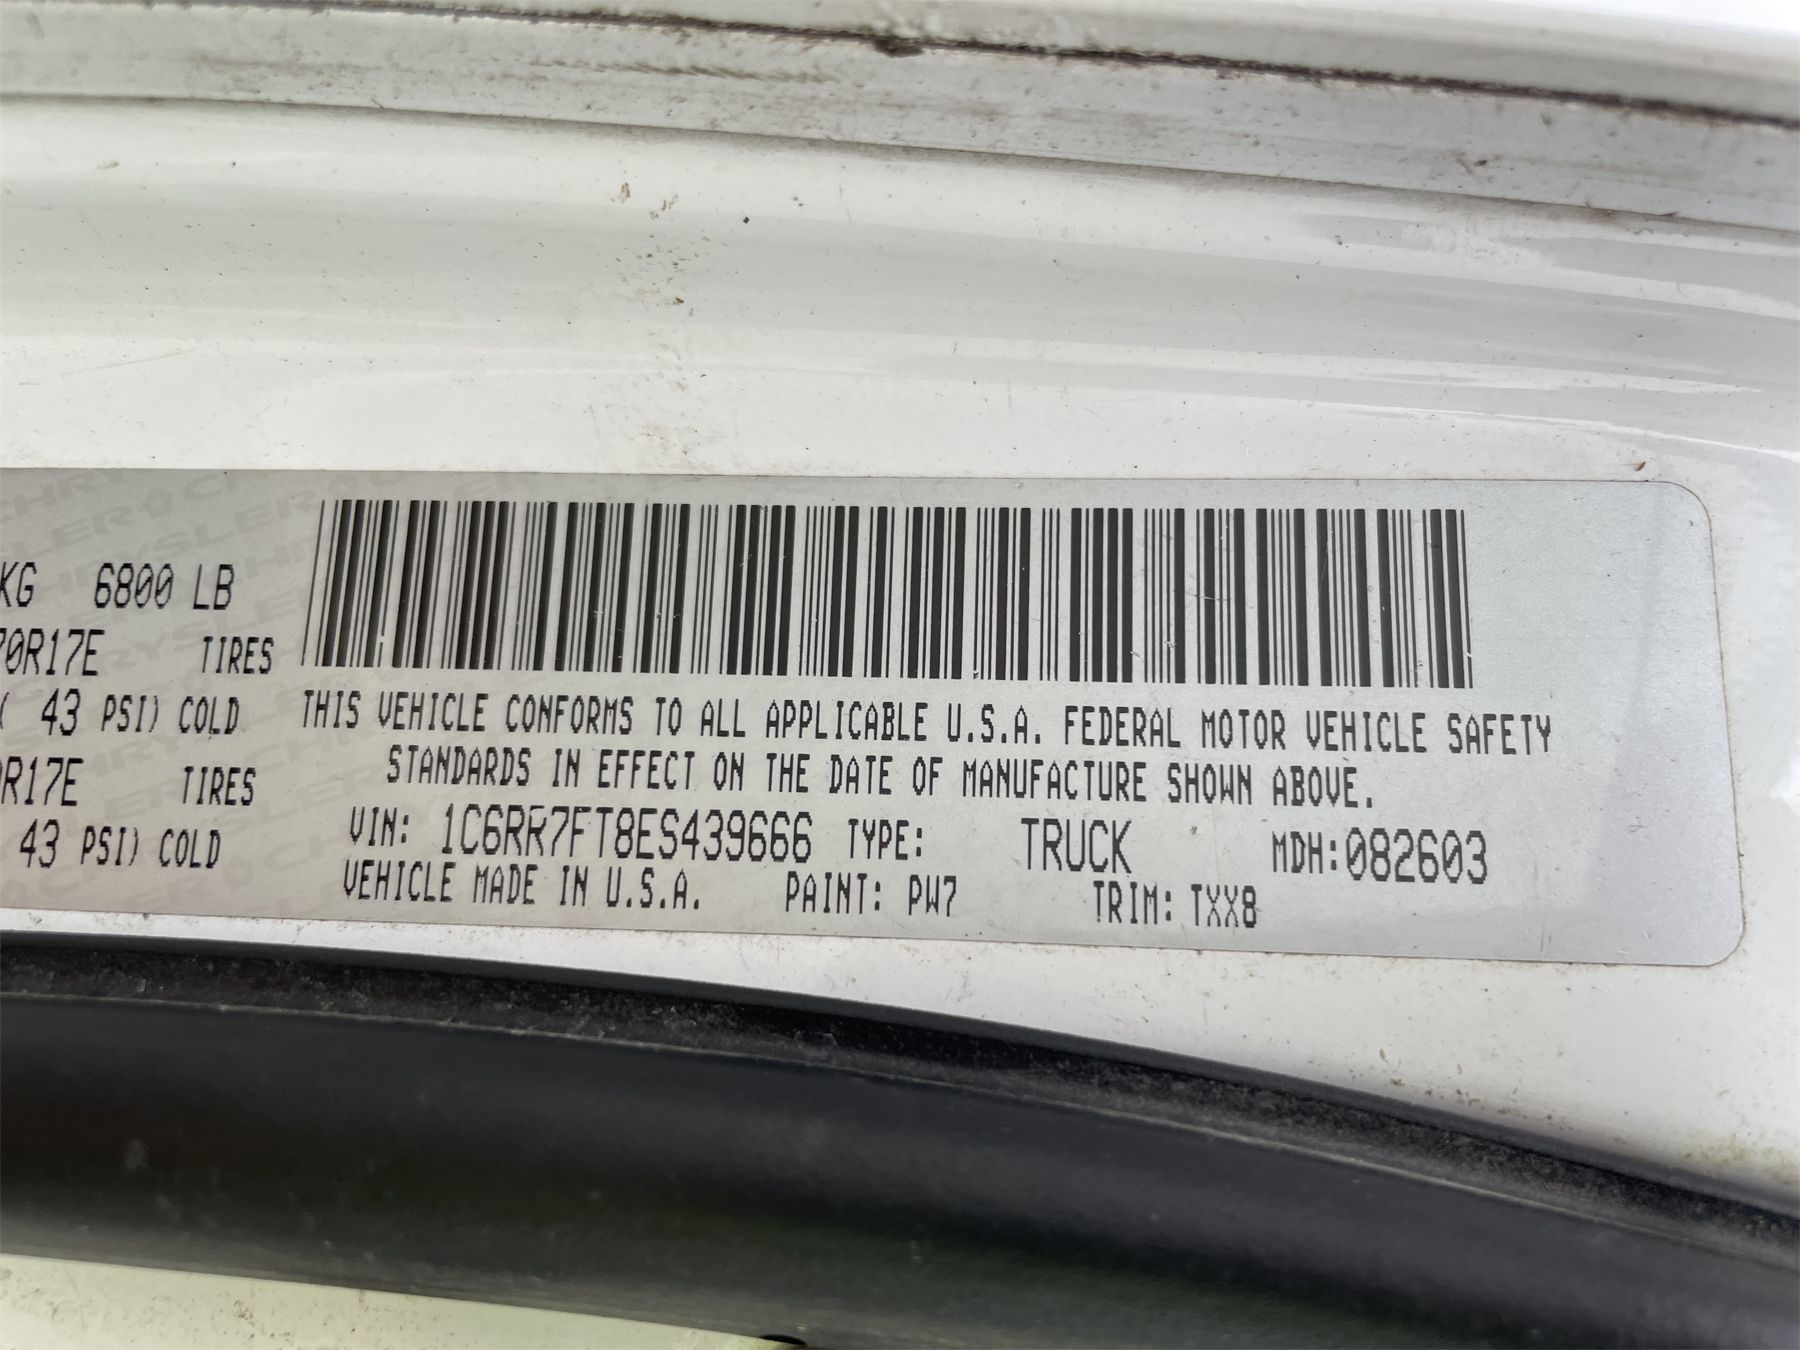 KG 6800 LB
70R17E TIRES
43 PSI) COLD
R17E TIRES
43 PSI) COLD
THIS VEHICLE CONFORMS TO ALL APPLICABLE U.S.A. FEDERAL MOTOR VEHICLE SAFETY
STANDARDS IN EFFECT ON THE DATE OF MANUFACTURE SHOWN ABOVE.
VIN: 1C6RR7FT8ES439666 TYPE: TRUCK MDH:082603
VEHICLE MADE IN U.S.A. PAINT: PW7 TRIM: TXX8